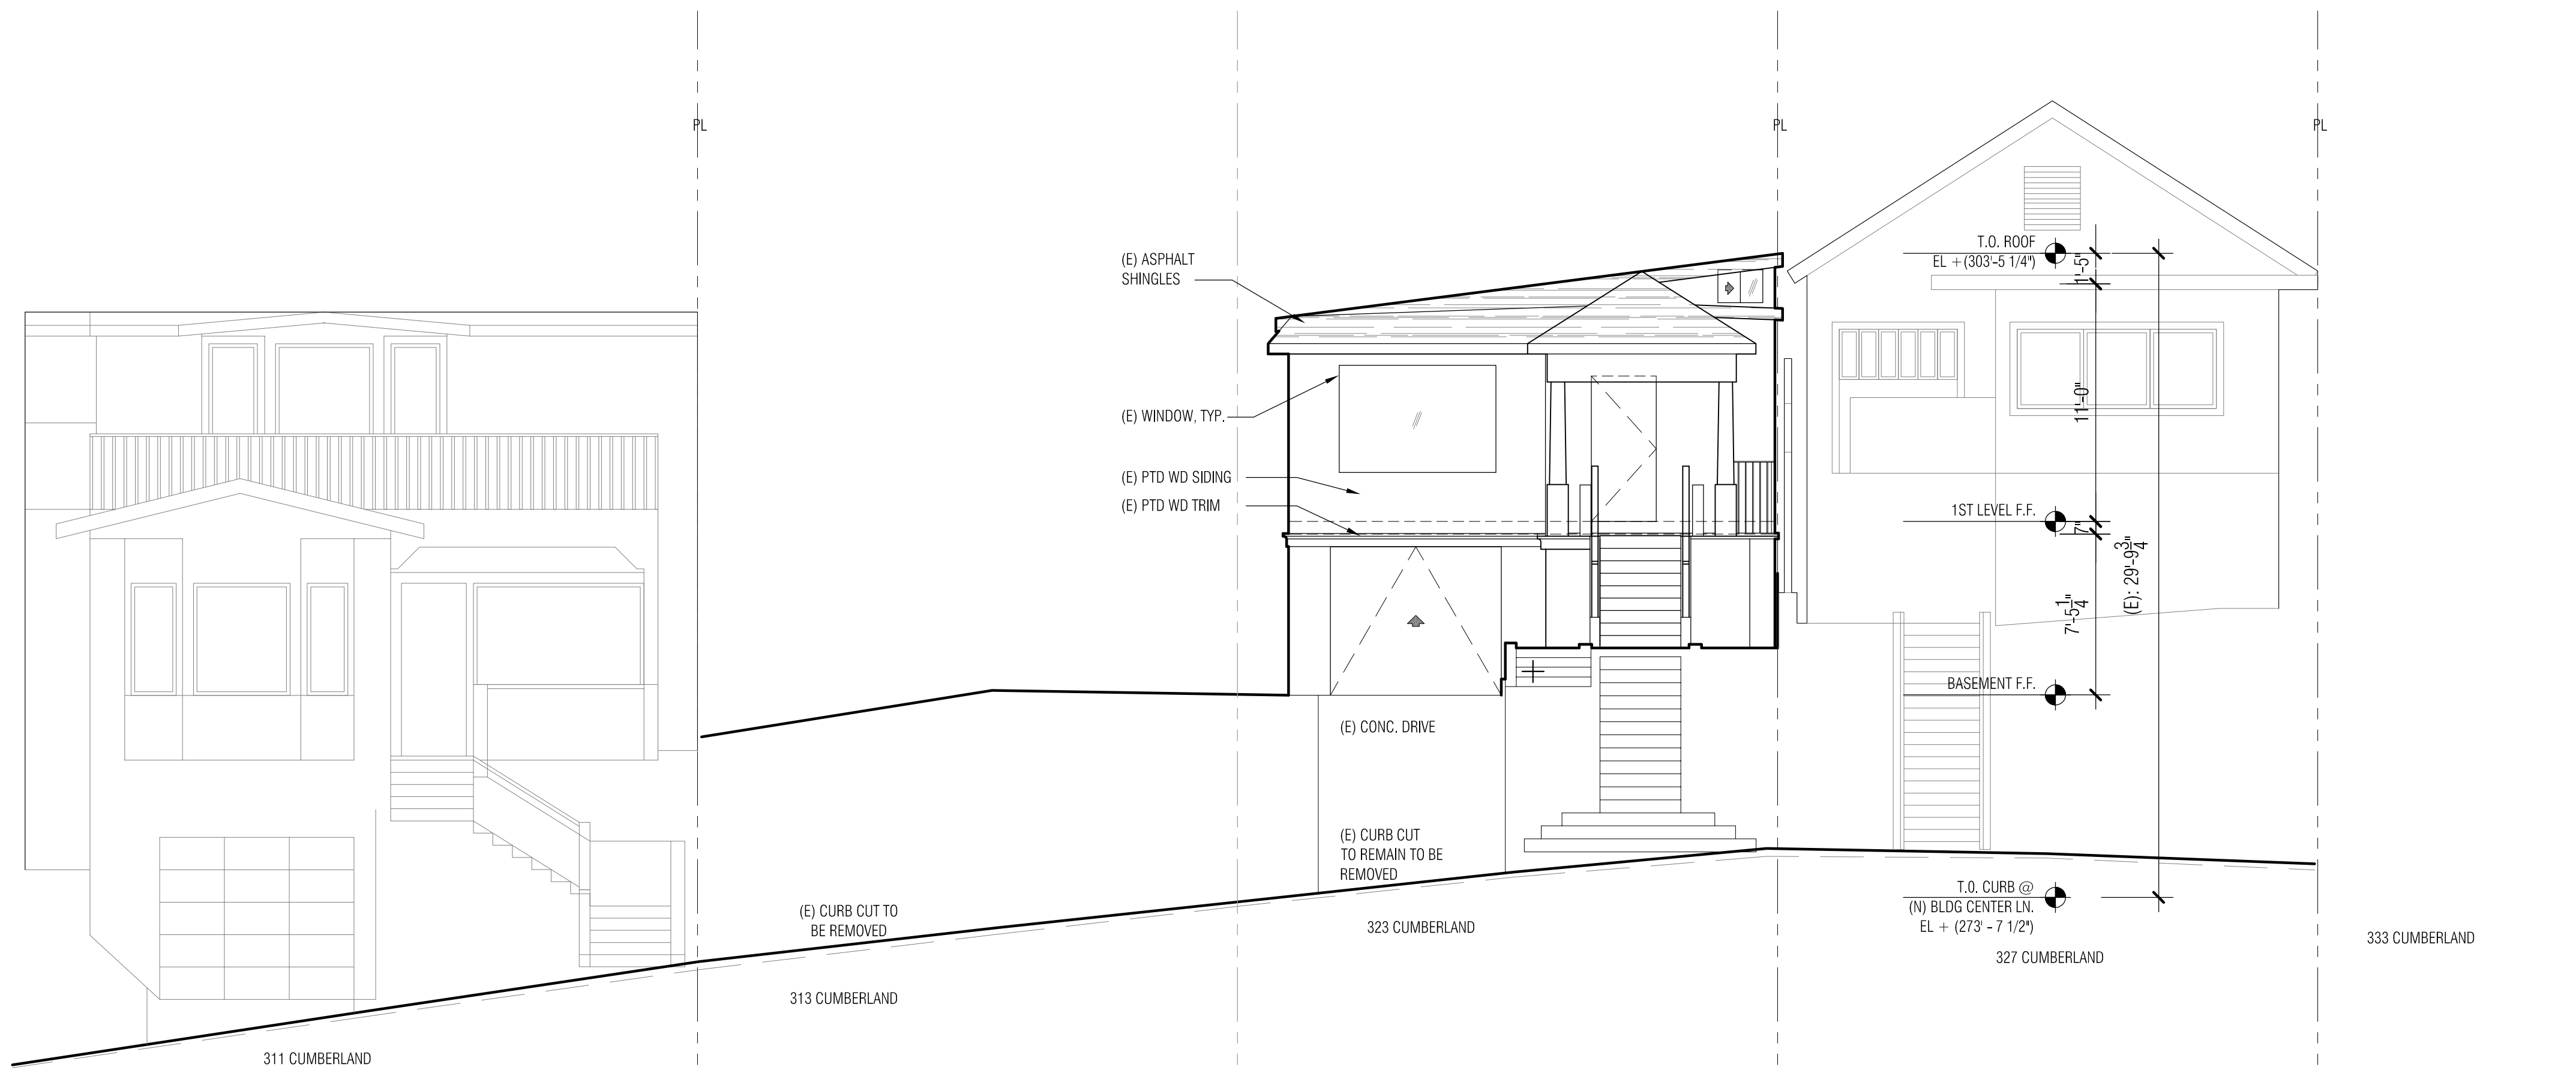 PL
PL
PL
(E) ASPHALT
SHINGLES
(E) WINDOW, TYP.
(E) PTD WD SIDING
(E) PTD WD TRIM
T.O. ROOF
EL +(303'-5 1/4")
1'-5"
11'-0"
1ST LEVEL F.F.
7"
(E): 29'-9 3/4"
7'-5 1/4"
BASEMENT F.F.
(E) CONC. DRIVE
(E) CURB CUT
TO REMAIN TO BE
REMOVED
(E) CURB CUT TO
BE REMOVED
T.O. CURB @
(N) BLDG CENTER LN.
EL + (273' - 7 1/2")
311 CUMBERLAND
313 CUMBERLAND
323 CUMBERLAND
327 CUMBERLAND
333 CUMBERLAND